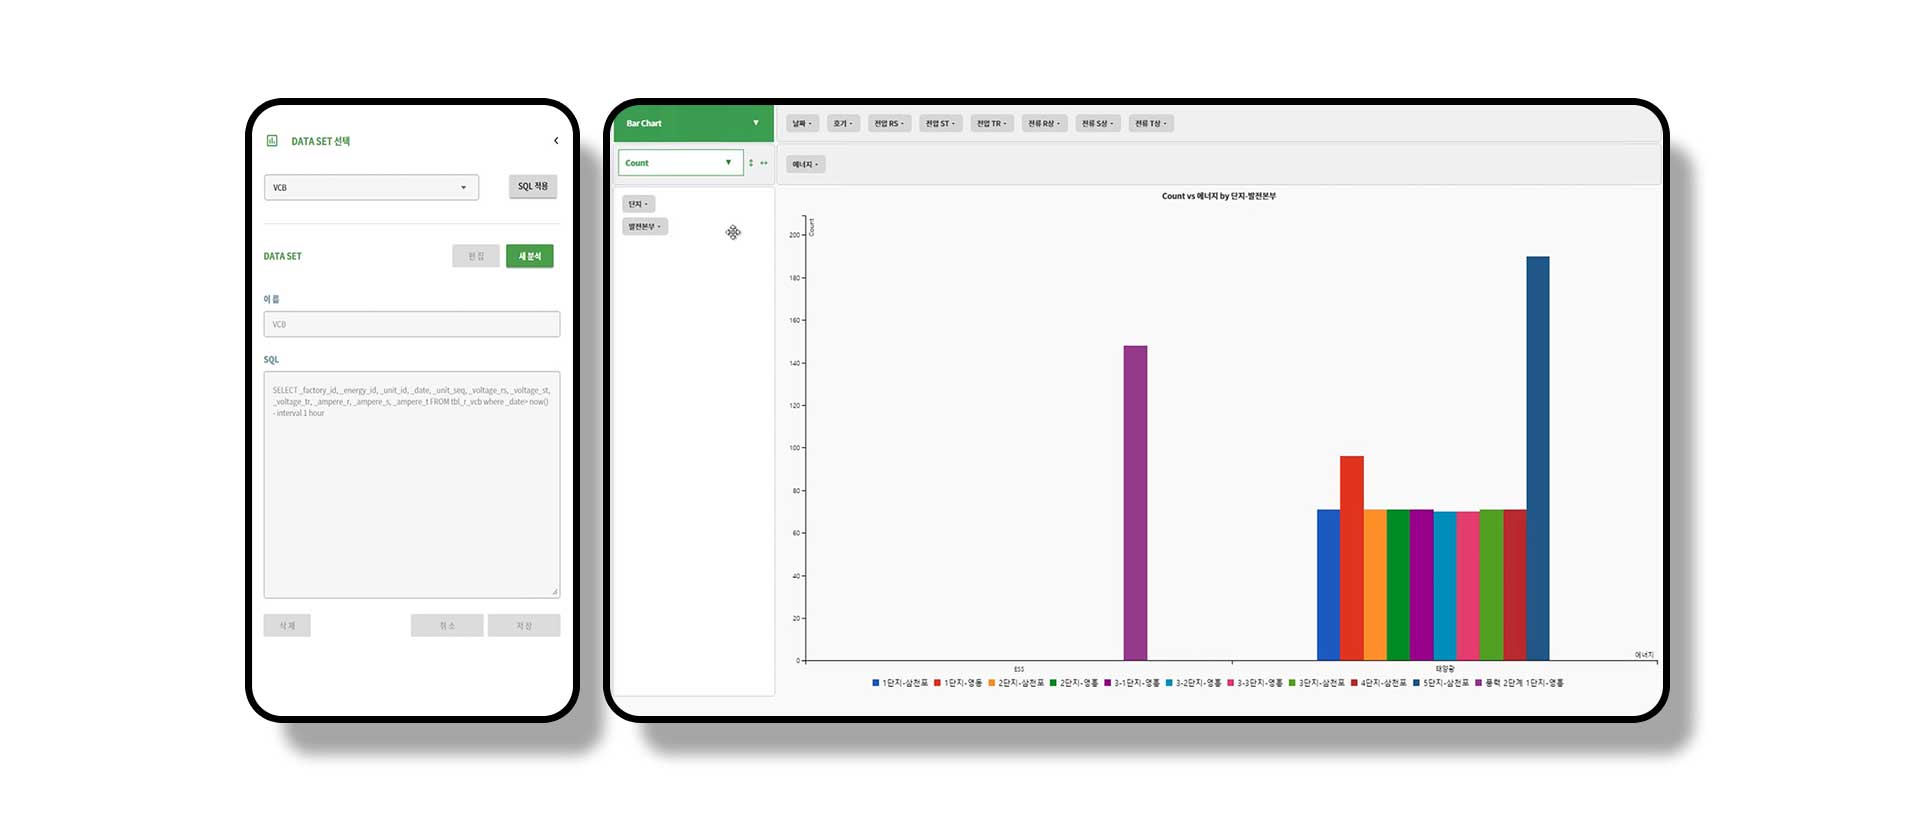 DATA SET 선택
VCB
SQL 적용
DATA SET
편집
새 분석
이름
VCB
SQL
SELECT _factory_id, _energy_id, _unit_id, _date, _unit_seq, _voltage_rs, _voltage_st,
_voltage_tr, _ampere_r, _ampere_s, _ampere_t FROM tbl_r_vcb where _date> now()
- interval 1 hour
삭제
취소
저장
Bar Chart
Count
날짜
호기
전압 RS
전압 ST
전압 TR
전류 R상
전류 S상
전류 T상
에너지
단지
발전본부
Count vs 에너지 by 단지-발전본부
Count
200
180
160
140
120
100
80
60
40
20
0
에너지
ESS
태양광
1단지-삼천포
1단지-영동
2단지-삼천포
2단지-영흥
3-1단지-영흥
3-2단지-영흥
3-3단지-영흥
3단지-삼천포
4단지-삼천포
5단지-삼천포
풍력 2단계 1단지-영흥